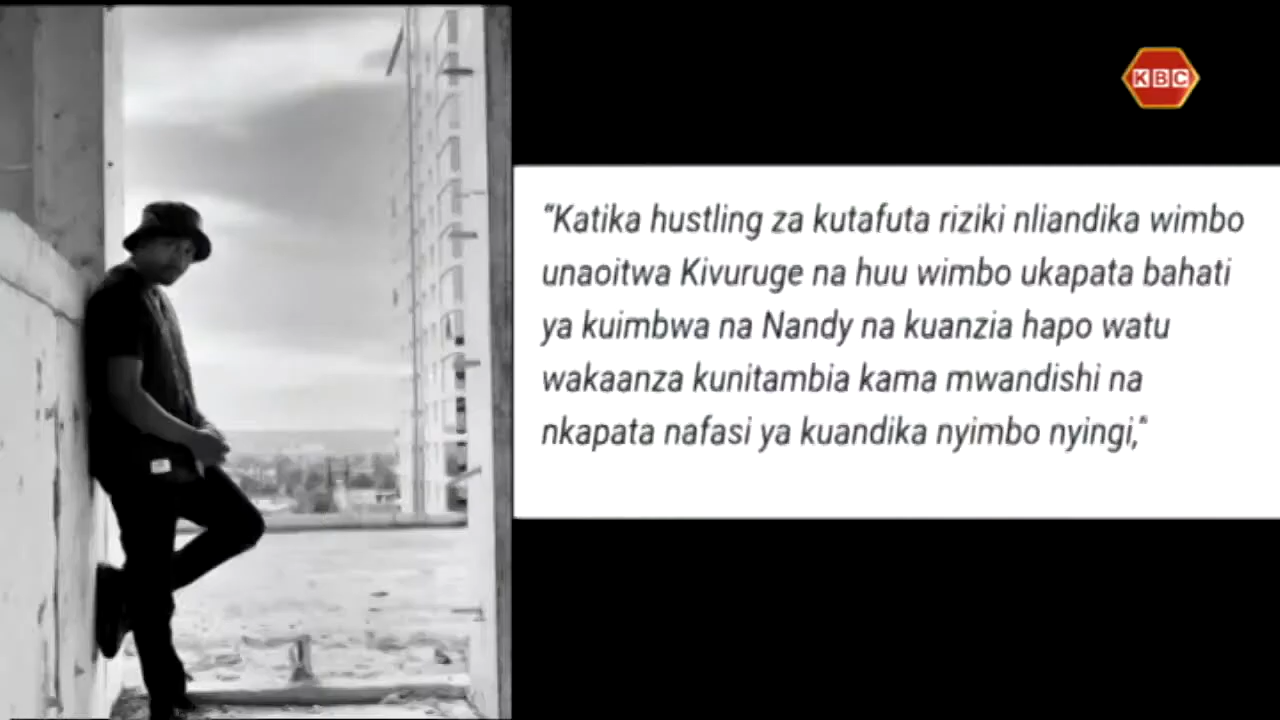 KBC
“Katika hustling za kutafuta riziki nliandika wimbo
unaoitwa Kivuruge na huu wimbo ukapata bahati
ya kuimbwa na Nandy na kuanzia hapo watu
wakaanza kunitambia kama mwandishi na
nkapata nafasi ya kuandika nyimbo nyingi,”